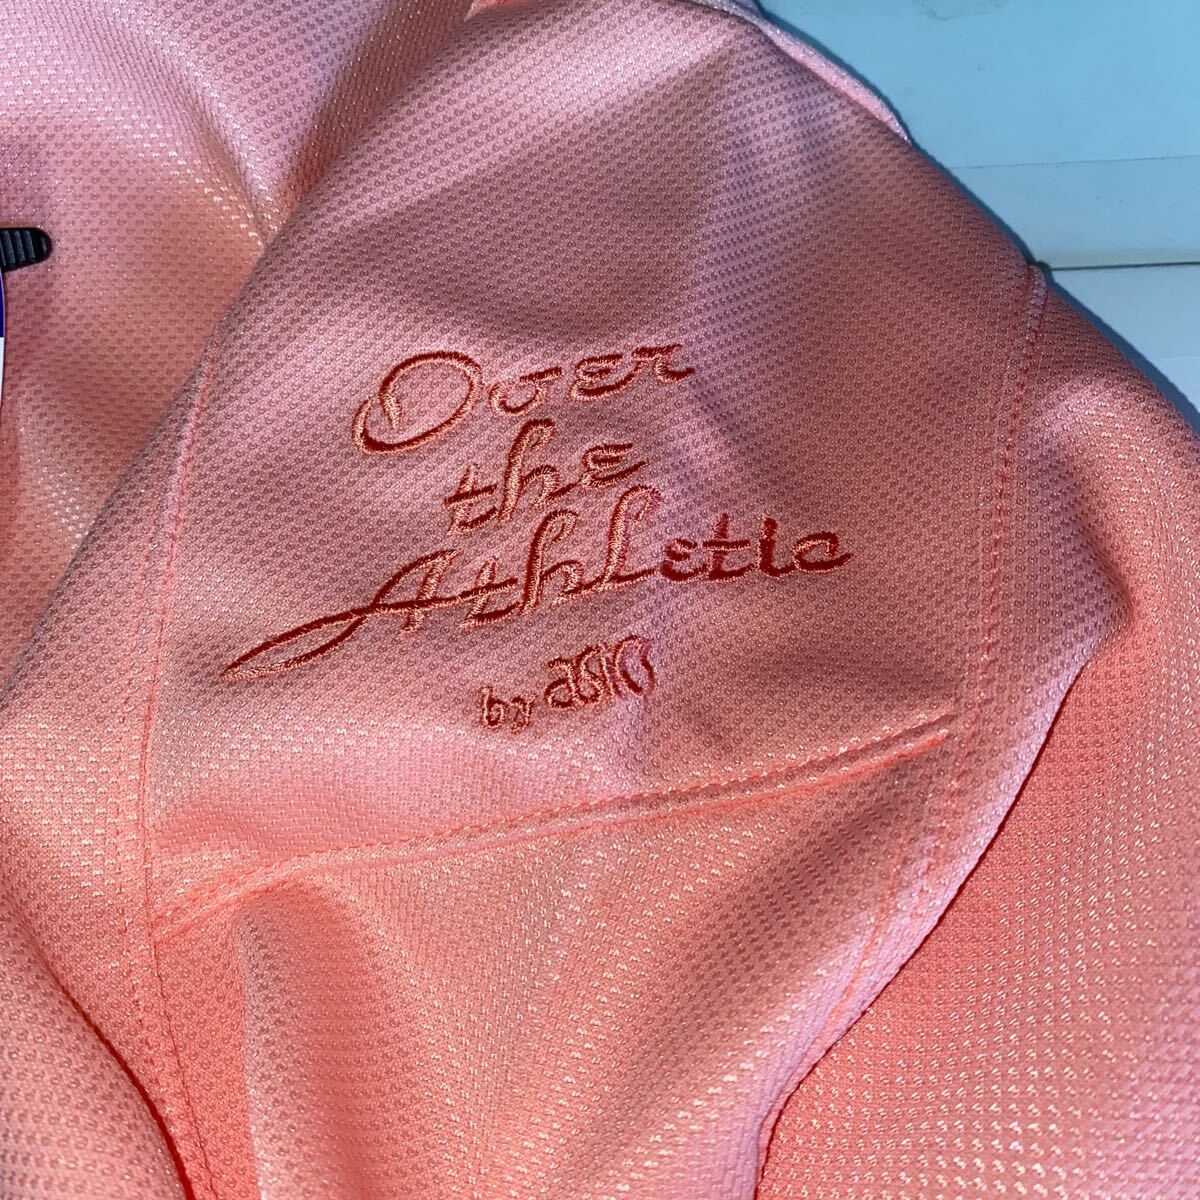 Over
the
Athletic
by asics